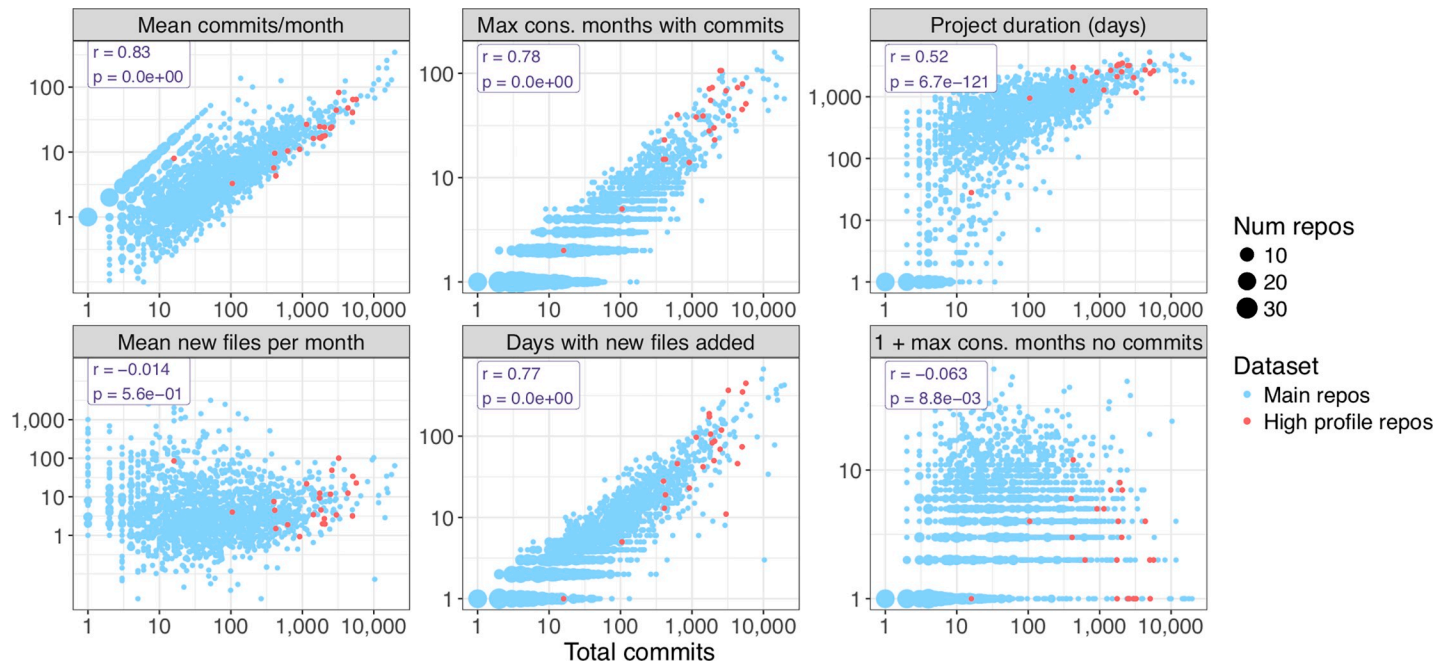 Mean commits/month
r = 0.83
p = 0.0e+00
100
10
1
1 10 100 1,000 10,000
Max cons. months with commits
r = 0.78
p = 0.0e+00
100
10
1
1 10 100 1,000 10,000
Project duration (days)
r = 0.52
p = 6.7e−121
1,000
100
10
1
1 10 100 1,000 10,000
Mean new files per month
r = −0.014
p = 5.6e−01
1,000
100
10
1
1 10 100 1,000 10,000
Days with new files added
r = 0.77
p = 0.0e+00
100
10
1
1 10 100 1,000 10,000
1 + max cons. months no commits
r = −0.063
p = 8.8e−03
10
1
1 10 100 1,000 10,000
Total commits
Num repos
10
20
30
Dataset
Main repos
High profile repos